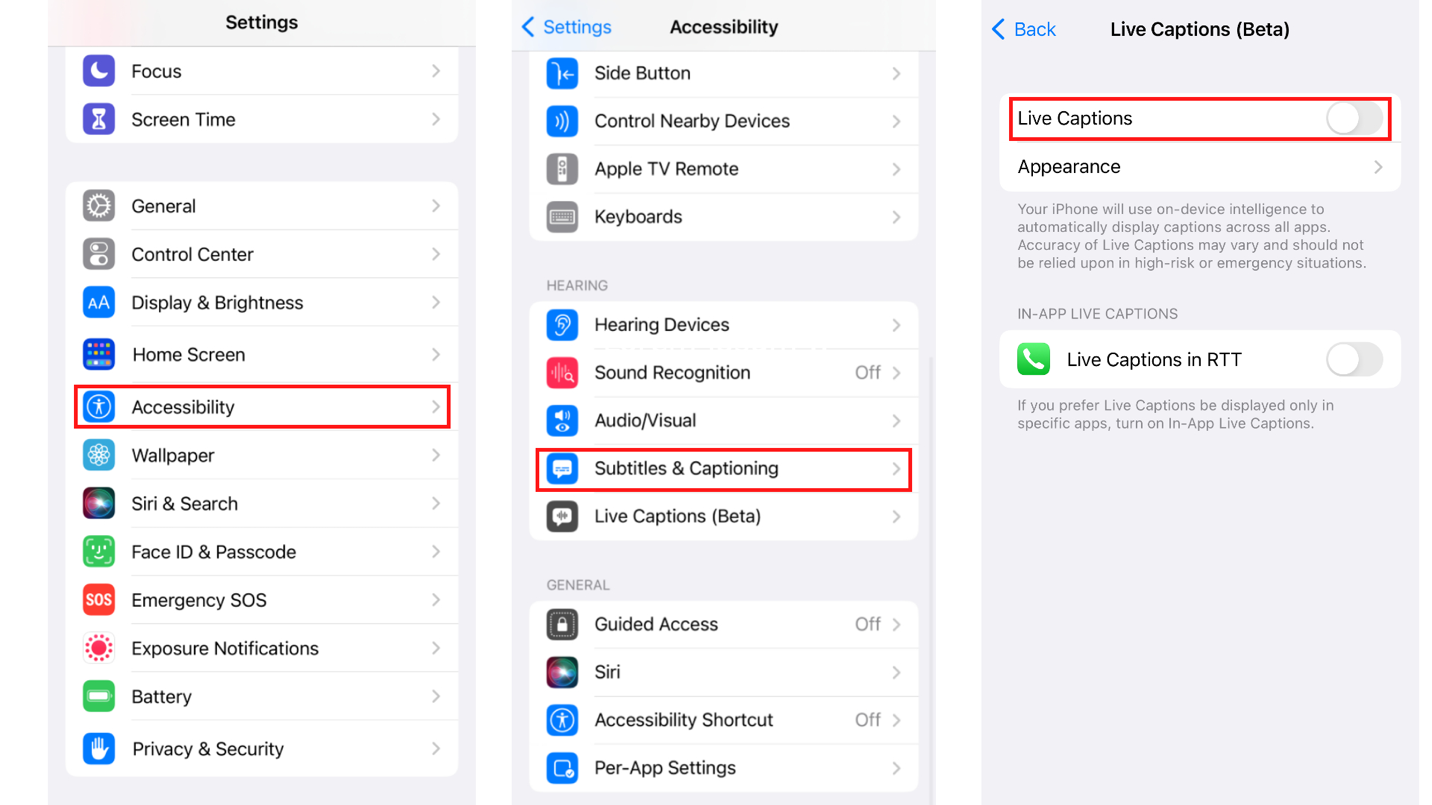 Settings
Focus
Screen Time
General
Control Center
AA Display & Brightness
Home Screen
Accessibility
Wallpaper
Siri & Search
Face ID & Passcode
SOS Emergency SOS
Exposure Notifications
Battery
Privacy & Security
Settings Accessibility
Side Button
Control Nearby Devices
Apple TV Remote
Keyboards
HEARING
Hearing Devices
Sound Recognition Off
Audio/Visual
Subtitles & Captioning
Live Captions (Beta)
GENERAL
Guided Access Off
Siri
Accessibility Shortcut Off
Per-App Settings
Back Live Captions (Beta)
Live Captions
Appearance
Your iPhone will use on-device intelligence to
automatically display captions across all apps.
Accuracy of Live Captions may vary and should not
be relied upon in high-risk or emergency situations.
IN-APP LIVE CAPTIONS
Live Captions in RTT
If you prefer Live Captions be displayed only in
specific apps, turn on In-App Live Captions.